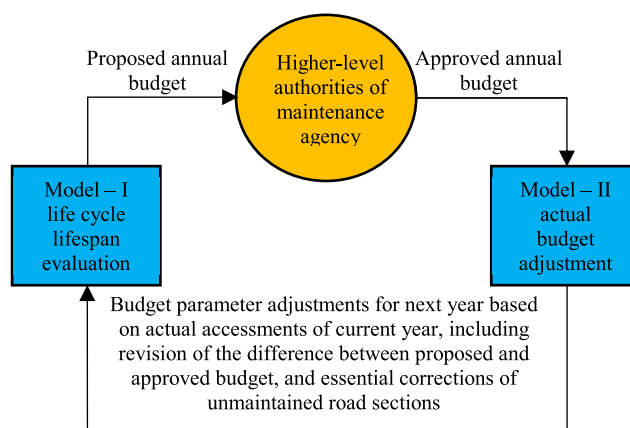 Proposed annual
budget
Higher-level
authorities of
maintenance
agency
Approved annual
budget
Model – I
life cycle
lifespan
evaluation
Model – II
actual
budget
adjustment
Budget parameter adjustments for next year based
on actual accessments of current year, including
revision of the difference between proposed and
approved budget, and essential corrections of
unmaintained road sections